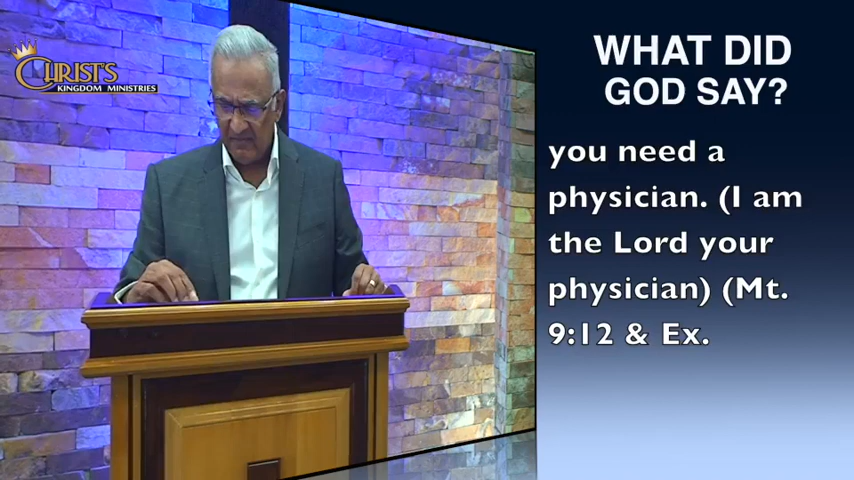 CHRIST'S
KINGDOM MINISTRIES
WHAT DID
GOD SAY?
you need a
physician. (I am
the Lord your
physician) (Mt.
9:12 & Ex.